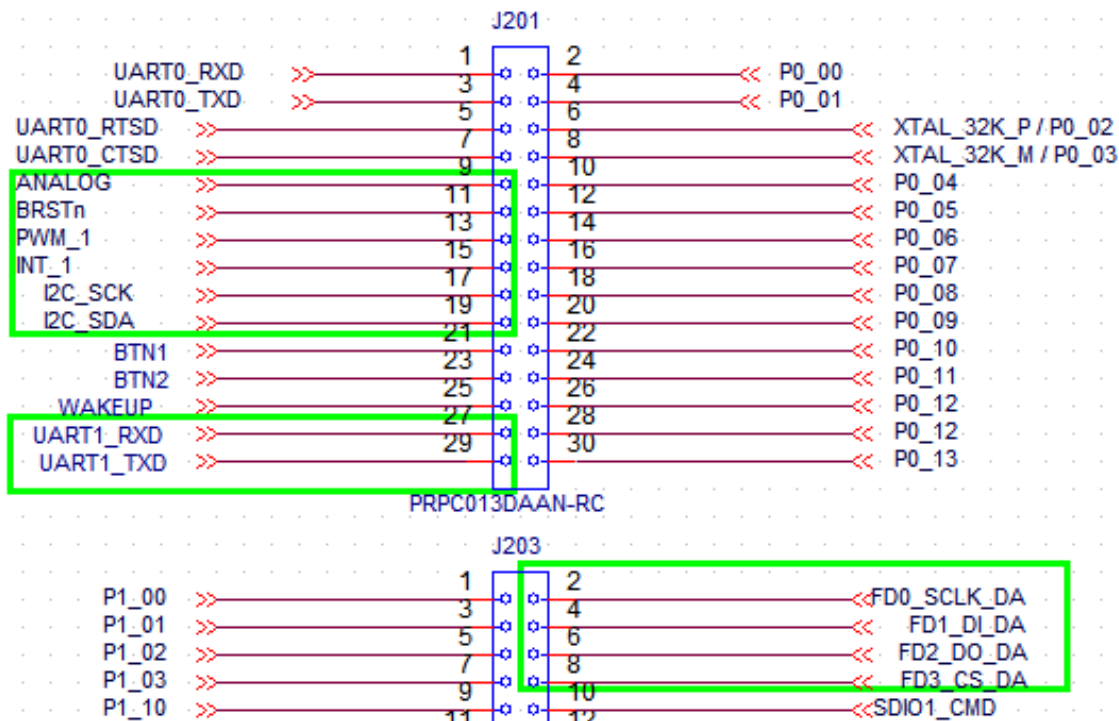 J201
1 2
UART0_RXD P0_00
3 4
UART0_TXD P0_01
5 6
UART0_RTSD XTAL_32K_P / P0_02
7 8
UART0_CTSD XTAL_32K_M / P0_03
9 10
ANALOG P0_04
11 12
BRSTn P0_05
13 14
PWM_1 P0_06
15 16
INT_1 P0_07
17 18
I2C_SCK P0_08
19 20
I2C_SDA P0_09
21 22
BTN1 P0_10
23 24
BTN2 P0_11
25 26
WAKEUP P0_12
27 28
UART1_RXD P0_12
29 30
UART1_TXD P0_13
PRPC013DAAN-RC
J203
1 2
P1_00 FD0_SCLK_DA
3 4
P1_01 FD1_DI_DA
5 6
P1_02 FD2_DO_DA
7 8
P1_03 FD3_CS_DA
9 10
P1_10 SDIO1_CMD
11 12